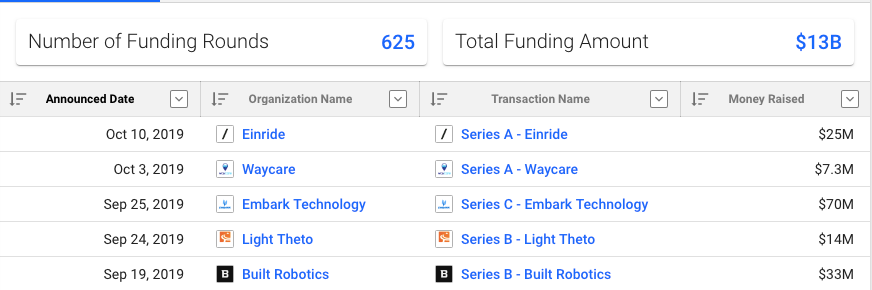 Number of Funding Rounds 625 Total Funding Amount $13B
Announced Date Organization Name Transaction Name Money Raised
Oct 10, 2019 Einride Series A - Einride $25M
Oct 3, 2019 Waycare Series A - Waycare $7.3M
Sep 25, 2019 Embark Technology Series C - Embark Technology $70M
Sep 24, 2019 Light Theto Series B - Light Theto $14M
Sep 19, 2019 B Built Robotics B Series B - Built Robotics $33M